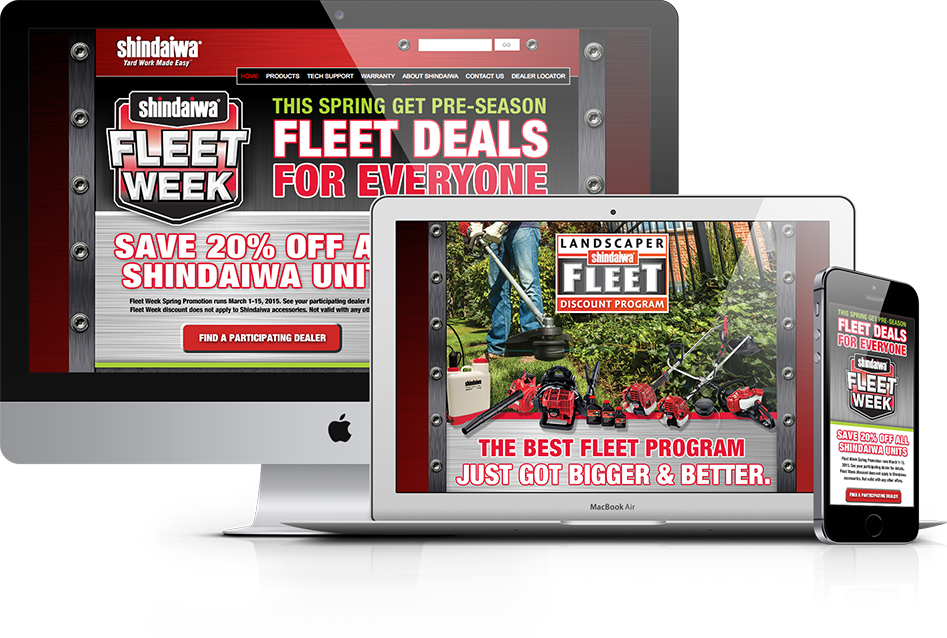 shindaiwa®
Yard Work Made Easy™
GO
HOME PRODUCTS TECH SUPPORT WARRANTY ABOUT SHINDAIWA CONTACT US DEALER LOCATOR
shindaiwa®
FLEET
WEEK
THIS SPRING GET PRE-SEASON
FLEET DEALS
FOR EVERYONE
SAVE 20% OFF A
SHINDAIWA UNIT
Fleet Week Spring Promotion runs March 1-15, 2015. See your participating dealer
Fleet Week discount does not apply to Shindaiwa accessories. Not valid with any
FIND A PARTICIPATING DEALER
LANDSCAPER
shindaiwa
FLEET
DISCOUNT PROGRAM
shindaiwa
THE BEST FLEET PROGRAM
JUST GOT BIGGER & BETTER.
MacBook Air
THIS SPRING GET PRE-SEASON
FLEET DEALS
FOR EVERYONE
shindaiwa
FLEET
WEEK
SAVE 20% OFF ALL
SHINDAIWA UNITS
Fleet Week Spring Promotion runs March 1-15,
2015. See your participating dealer for details.
Fleet Week discount does not apply to Shindaiwa
accessories. Not valid with any other offers.
FIND A PARTICIPATING DEALER